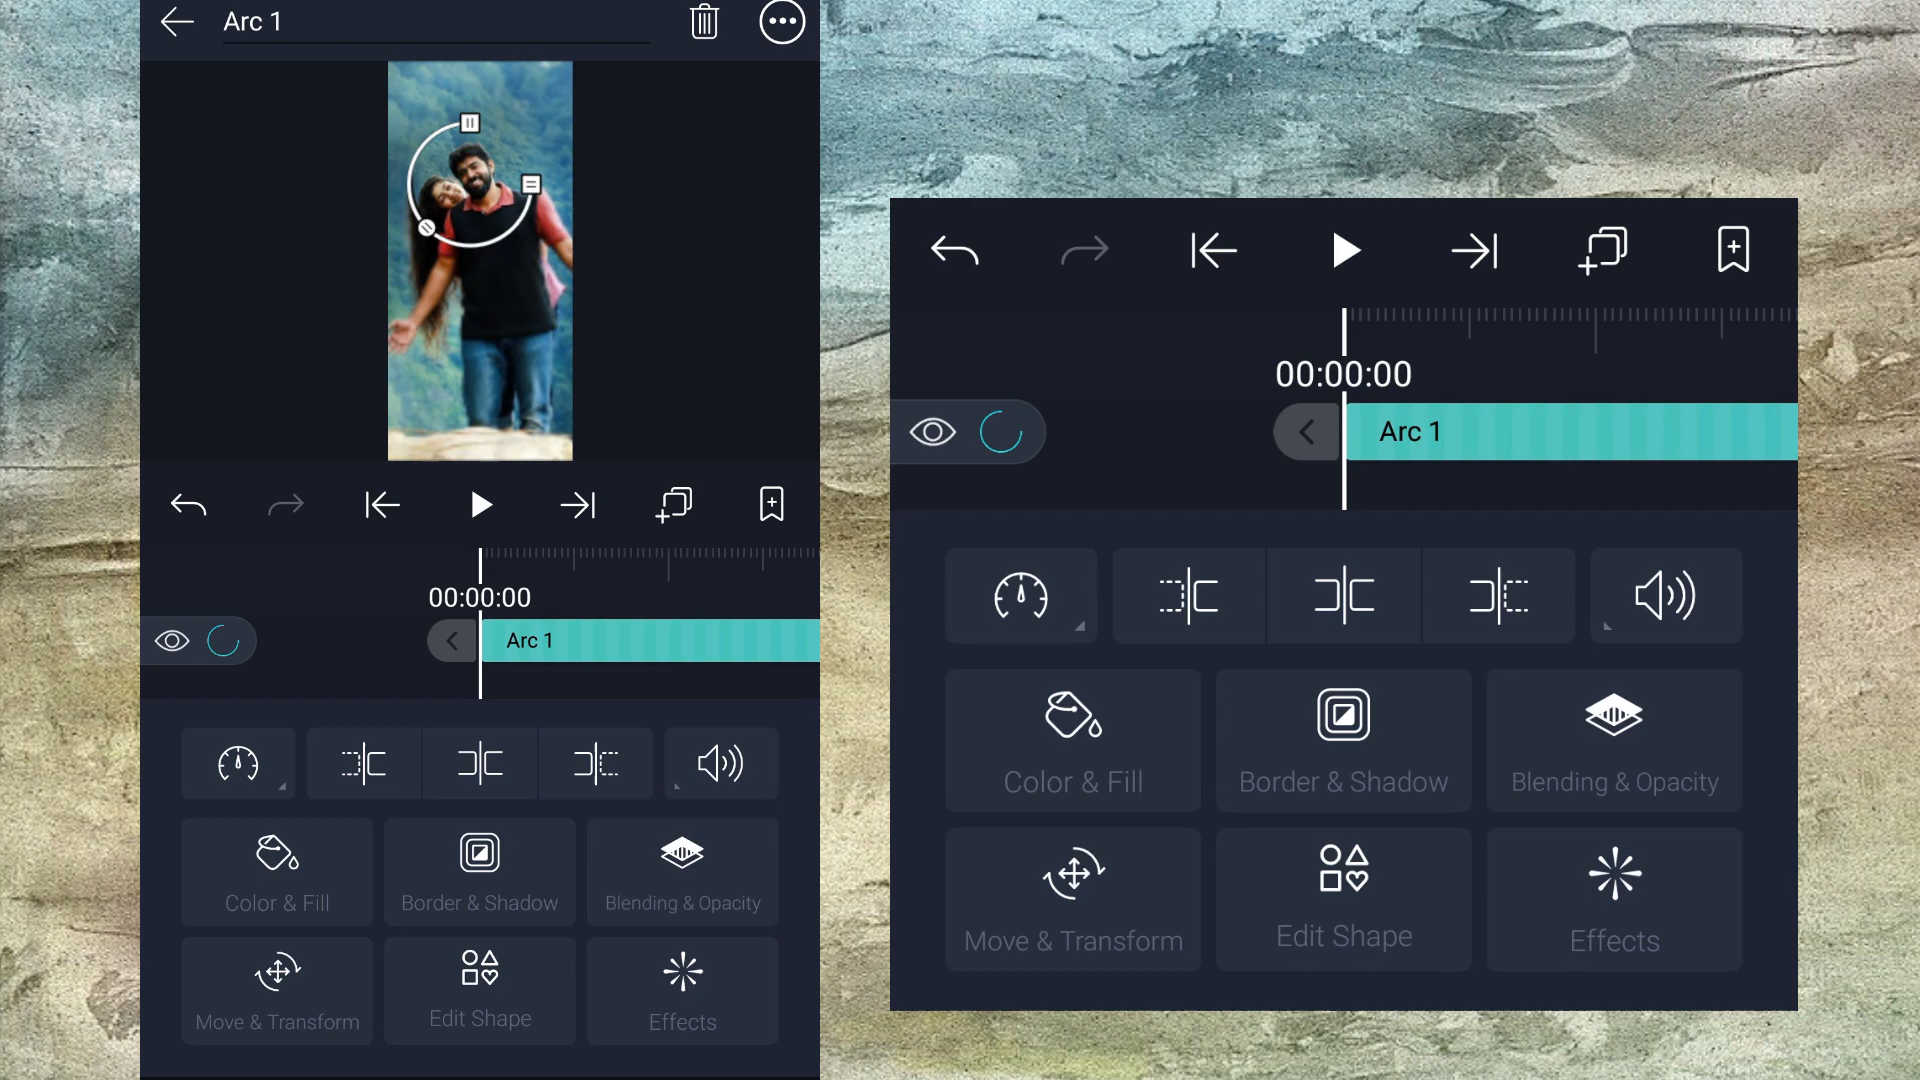 Arc 1
00:00:00
Arc 1
Color & Fill
Border & Shadow
Blending & Opacity
Move & Transform
Edit Shape
Effects
00:00:00
Arc 1
Color & Fill
Border & Shadow
Blending & Opacity
Move & Transform
Edit Shape
Effects